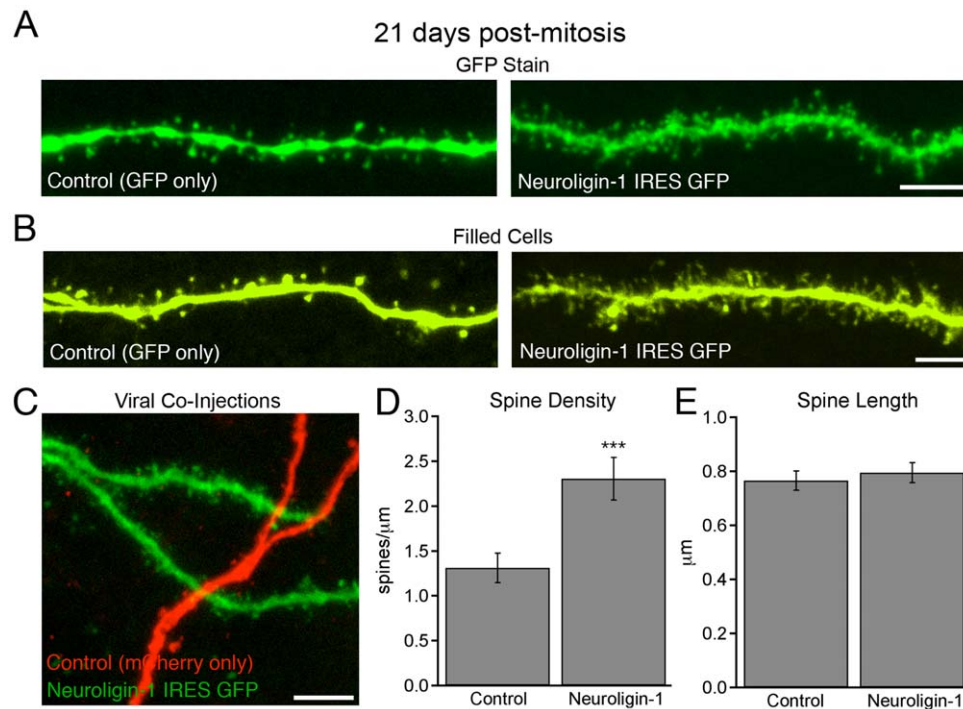 A
21 days post-mitosis
GFP Stain
Control (GFP only)
Neuroligin-1 IRES GFP
B
Filled Cells
Control (GFP only)
Neuroligin-1 IRES GFP
C
Viral Co-Injections
Control (mCherry only)
Neuroligin-1 IRES GFP
D
Spine Density
spines/μm
3.0
2.5
2.0
1.5
1.0
0.5
0.0
***
Control
Neuroligin-1
E
Spine Length
μm
1.0
0.8
0.6
0.4
0.2
0.0
Control
Neuroligin-1